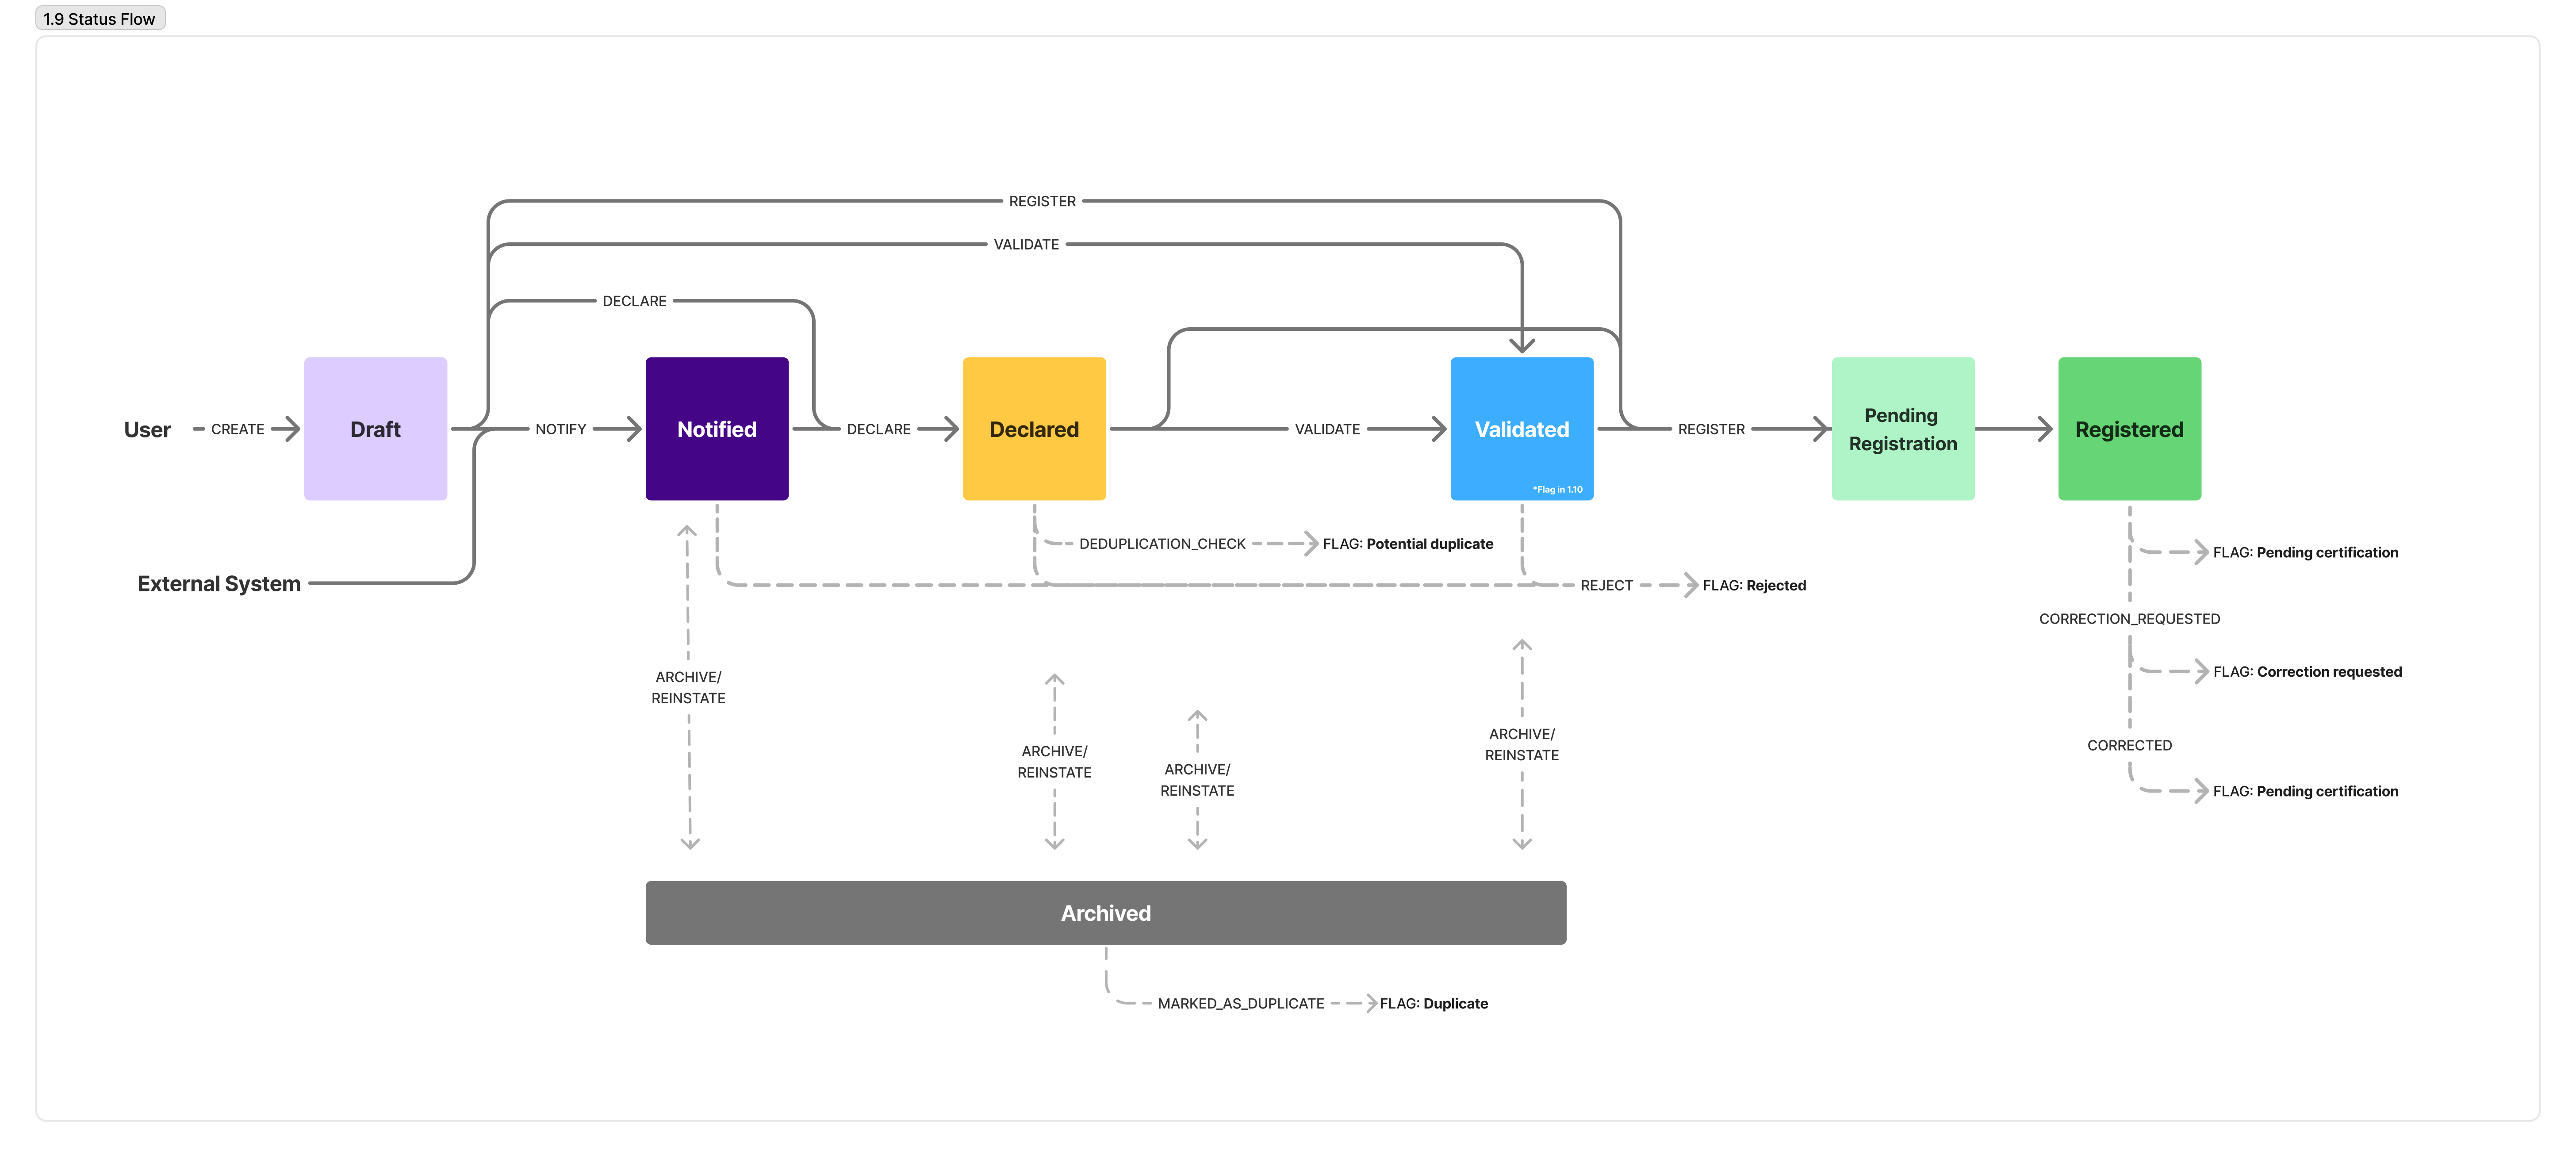 1.9 Status Flow
REGISTER
VALIDATE
DECLARE
User
CREATE
Draft
NOTIFY
Notified
DECLARE
Declared
VALIDATE
Validated
*Flag in 1.10
REGISTER
Pending
Registration
Registered
External System
DEDUPLICATION_CHECK
FLAG: Potential duplicate
REJECT
FLAG: Rejected
FLAG: Pending certification
CORRECTION_REQUESTED
FLAG: Correction requested
CORRECTED
FLAG: Pending certification
ARCHIVE/
REINSTATE
ARCHIVE/
REINSTATE
ARCHIVE/
REINSTATE
ARCHIVE/
REINSTATE
Archived
MARKED_AS_DUPLICATE
FLAG: Duplicate